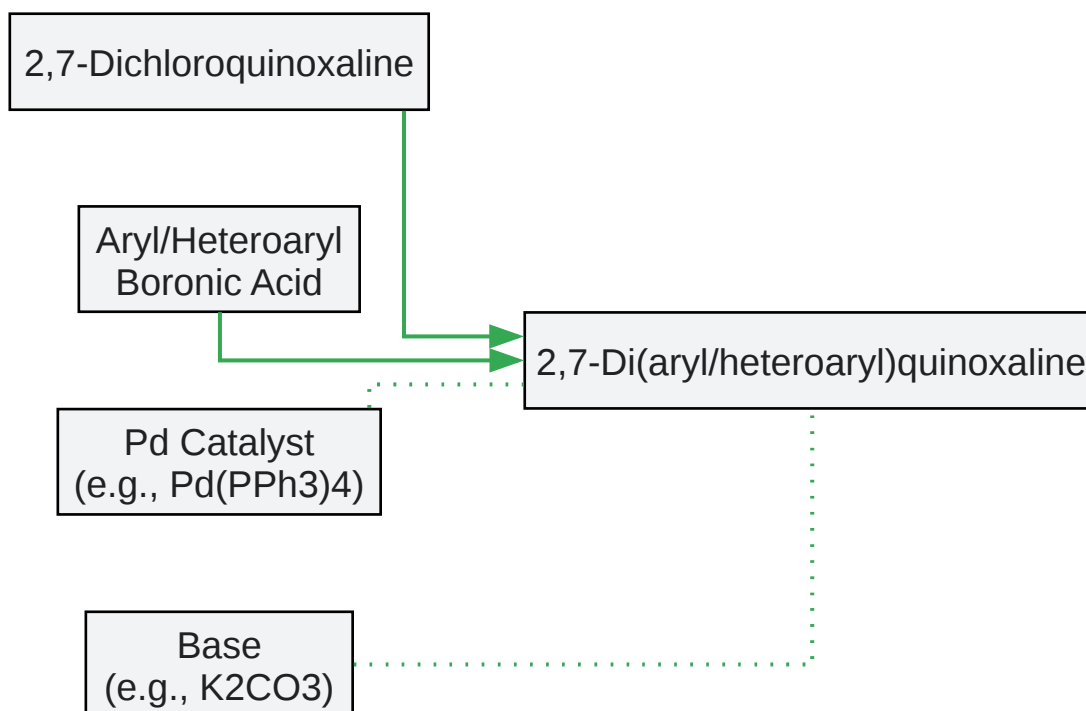 2,7-Dichloroquinoxaline
Aryl/Heteroaryl
Boronic Acid
2,7-Di(aryl/heteroaryl)quinoxaline
Pd Catalyst
(e.g., Pd(PPh3)4)
Base
(e.g., K2CO3)